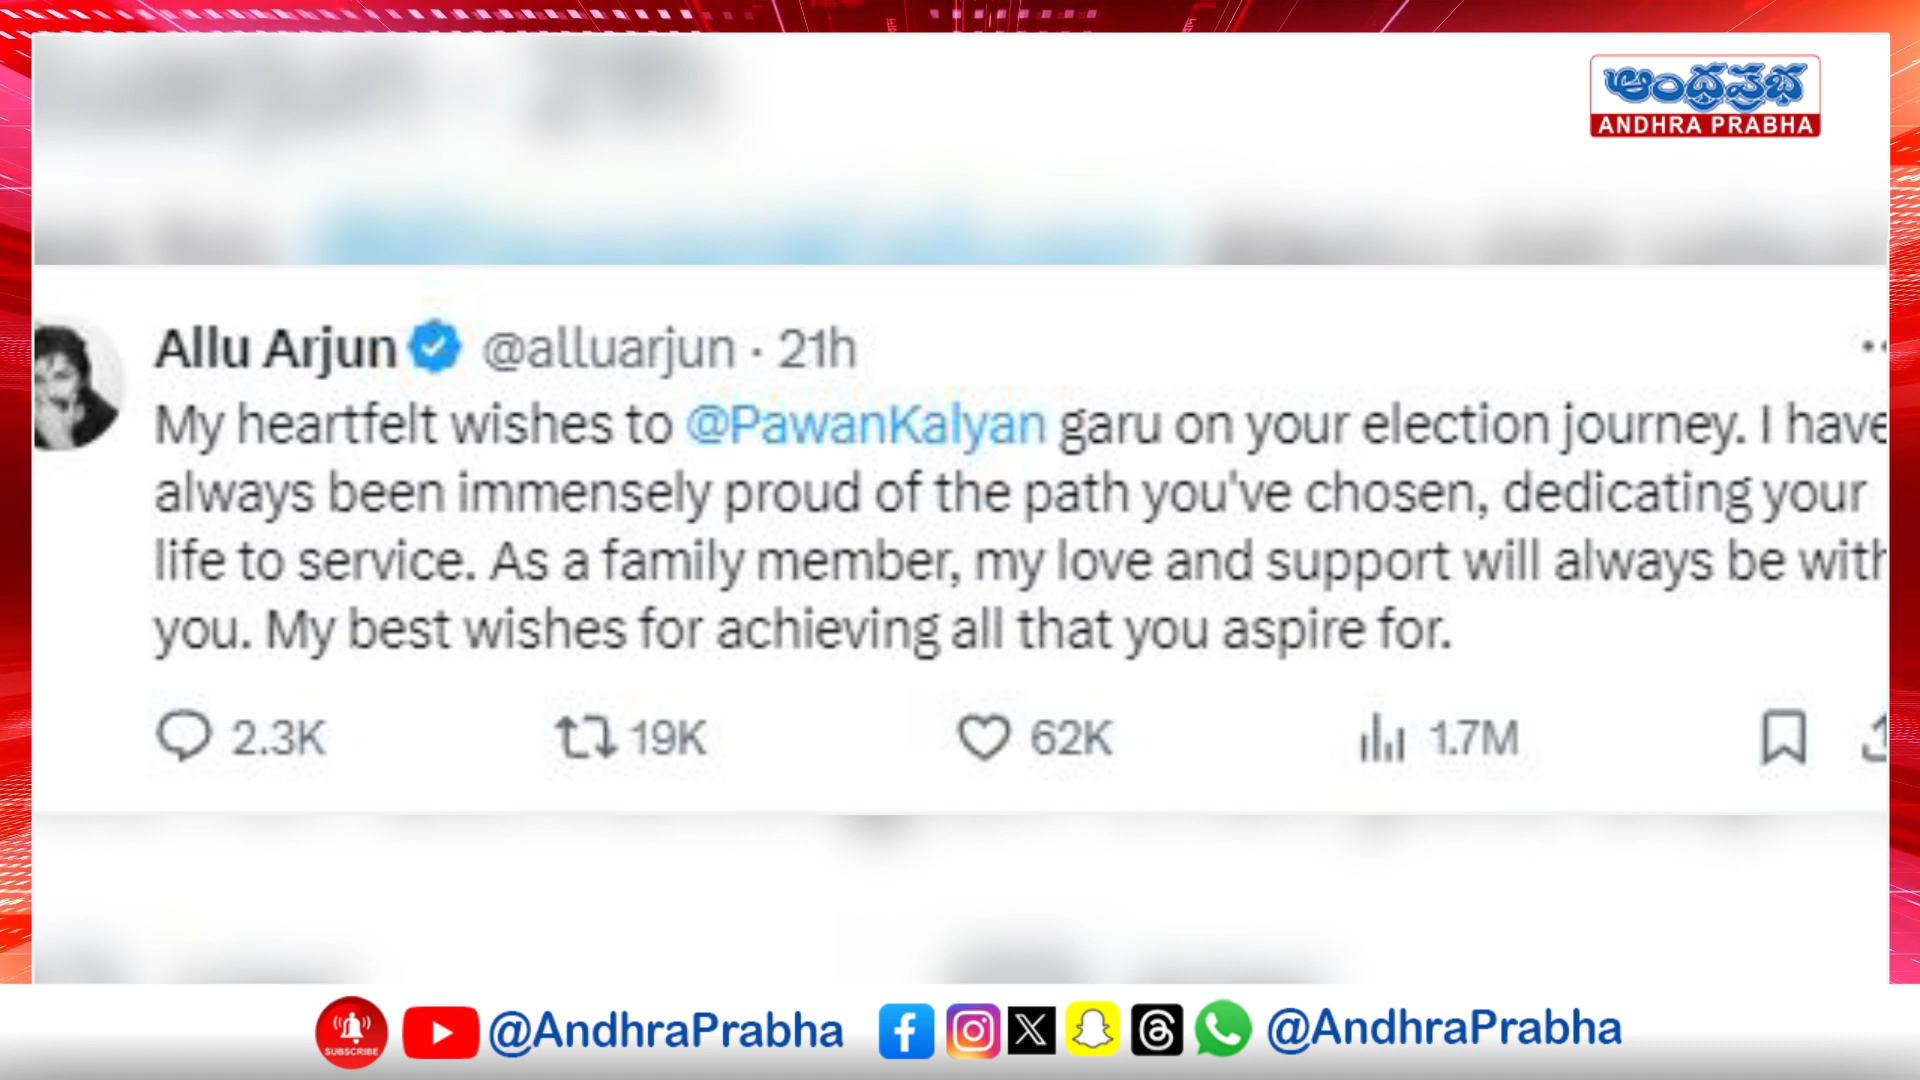 ఆంధ్రప్రభ
ANDHRA PRABHA
Allu Arjun @alluarjun · 21h
My heartfelt wishes to @PawanKalyan garu on your election journey. I have
always been immensely proud of the path you've chosen, dedicating your
life to service. As a family member, my love and support will always be with
you. My best wishes for achieving all that you aspire for.
2.3K 19K 62K 1.7M
SUBSCRIBE @AndhraPrabha @AndhraPrabha